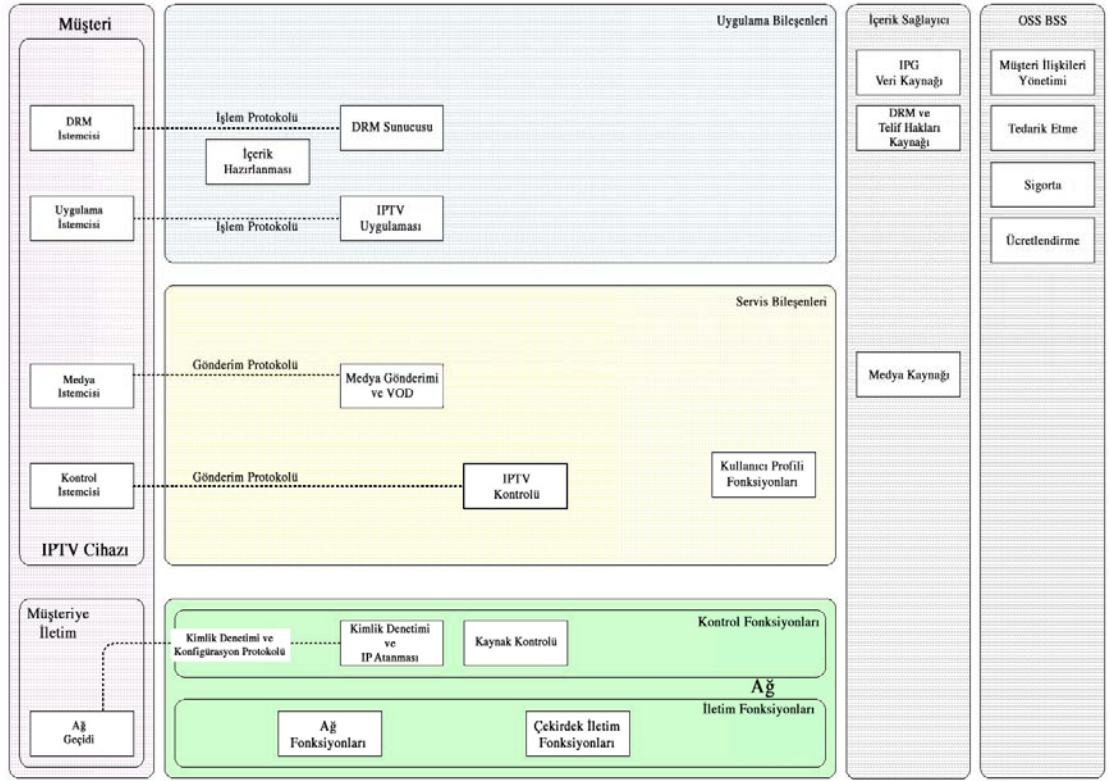 Müşteri
DRM
İstemcisi
Uygulama
İstemcisi
Medya
İstemcisi
Kontrol
İstemcisi
IPTV Cihazı
Müşteriye
İletim
Ağ
Geçidi
Uygulama Bileşenleri
İşlem Protokolü
DRM Sunucusu
İçerik
Hazırlanması
İşlem Protokolü
IPTV
Uygulaması
Servis Bileşenleri
Gönderim Protokolü
Medya Gönderimi
ve VOD
Gönderim Protokolü
IPTV
Kontrolü
Kullanıcı Profili
Fonksiyonları
Kontrol Fonksiyonları
Kimlik Denetimi ve
Konfigürasyon Protokolü
Kimlik Denetimi
ve
IP Atanması
Kaynak Kontrolü
Ağ
İletim Fonksiyonları
Ağ
Fonksiyonları
Çekirdek İletim
Fonksiyonları
İçerik Sağlayıcı
IPG
Veri Kaynağı
DRM ve
Telif Hakları
Kaynağı
Medya Kaynağı
OSS BSS
Müşteri İlişkileri
Yönetimi
Tedarik Etme
Sigorta
Ücretlendirme